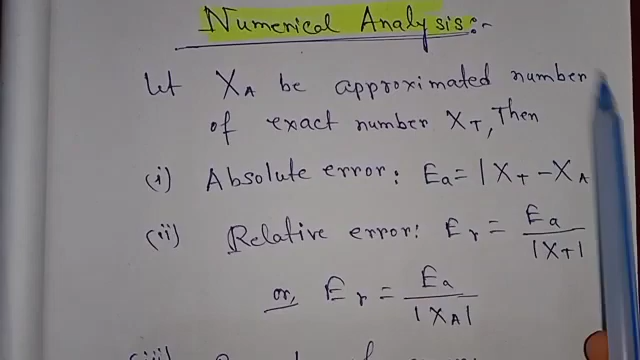 Numerical Analysis:-
Let X_A be approximated number
of exact number X_T, Then
(i) Absolute error: E_a = |X_T - X_A
(ii) Relative error: E_r = E_a / |X_T|
or, E_r = E_a / |X_A|
(iii)